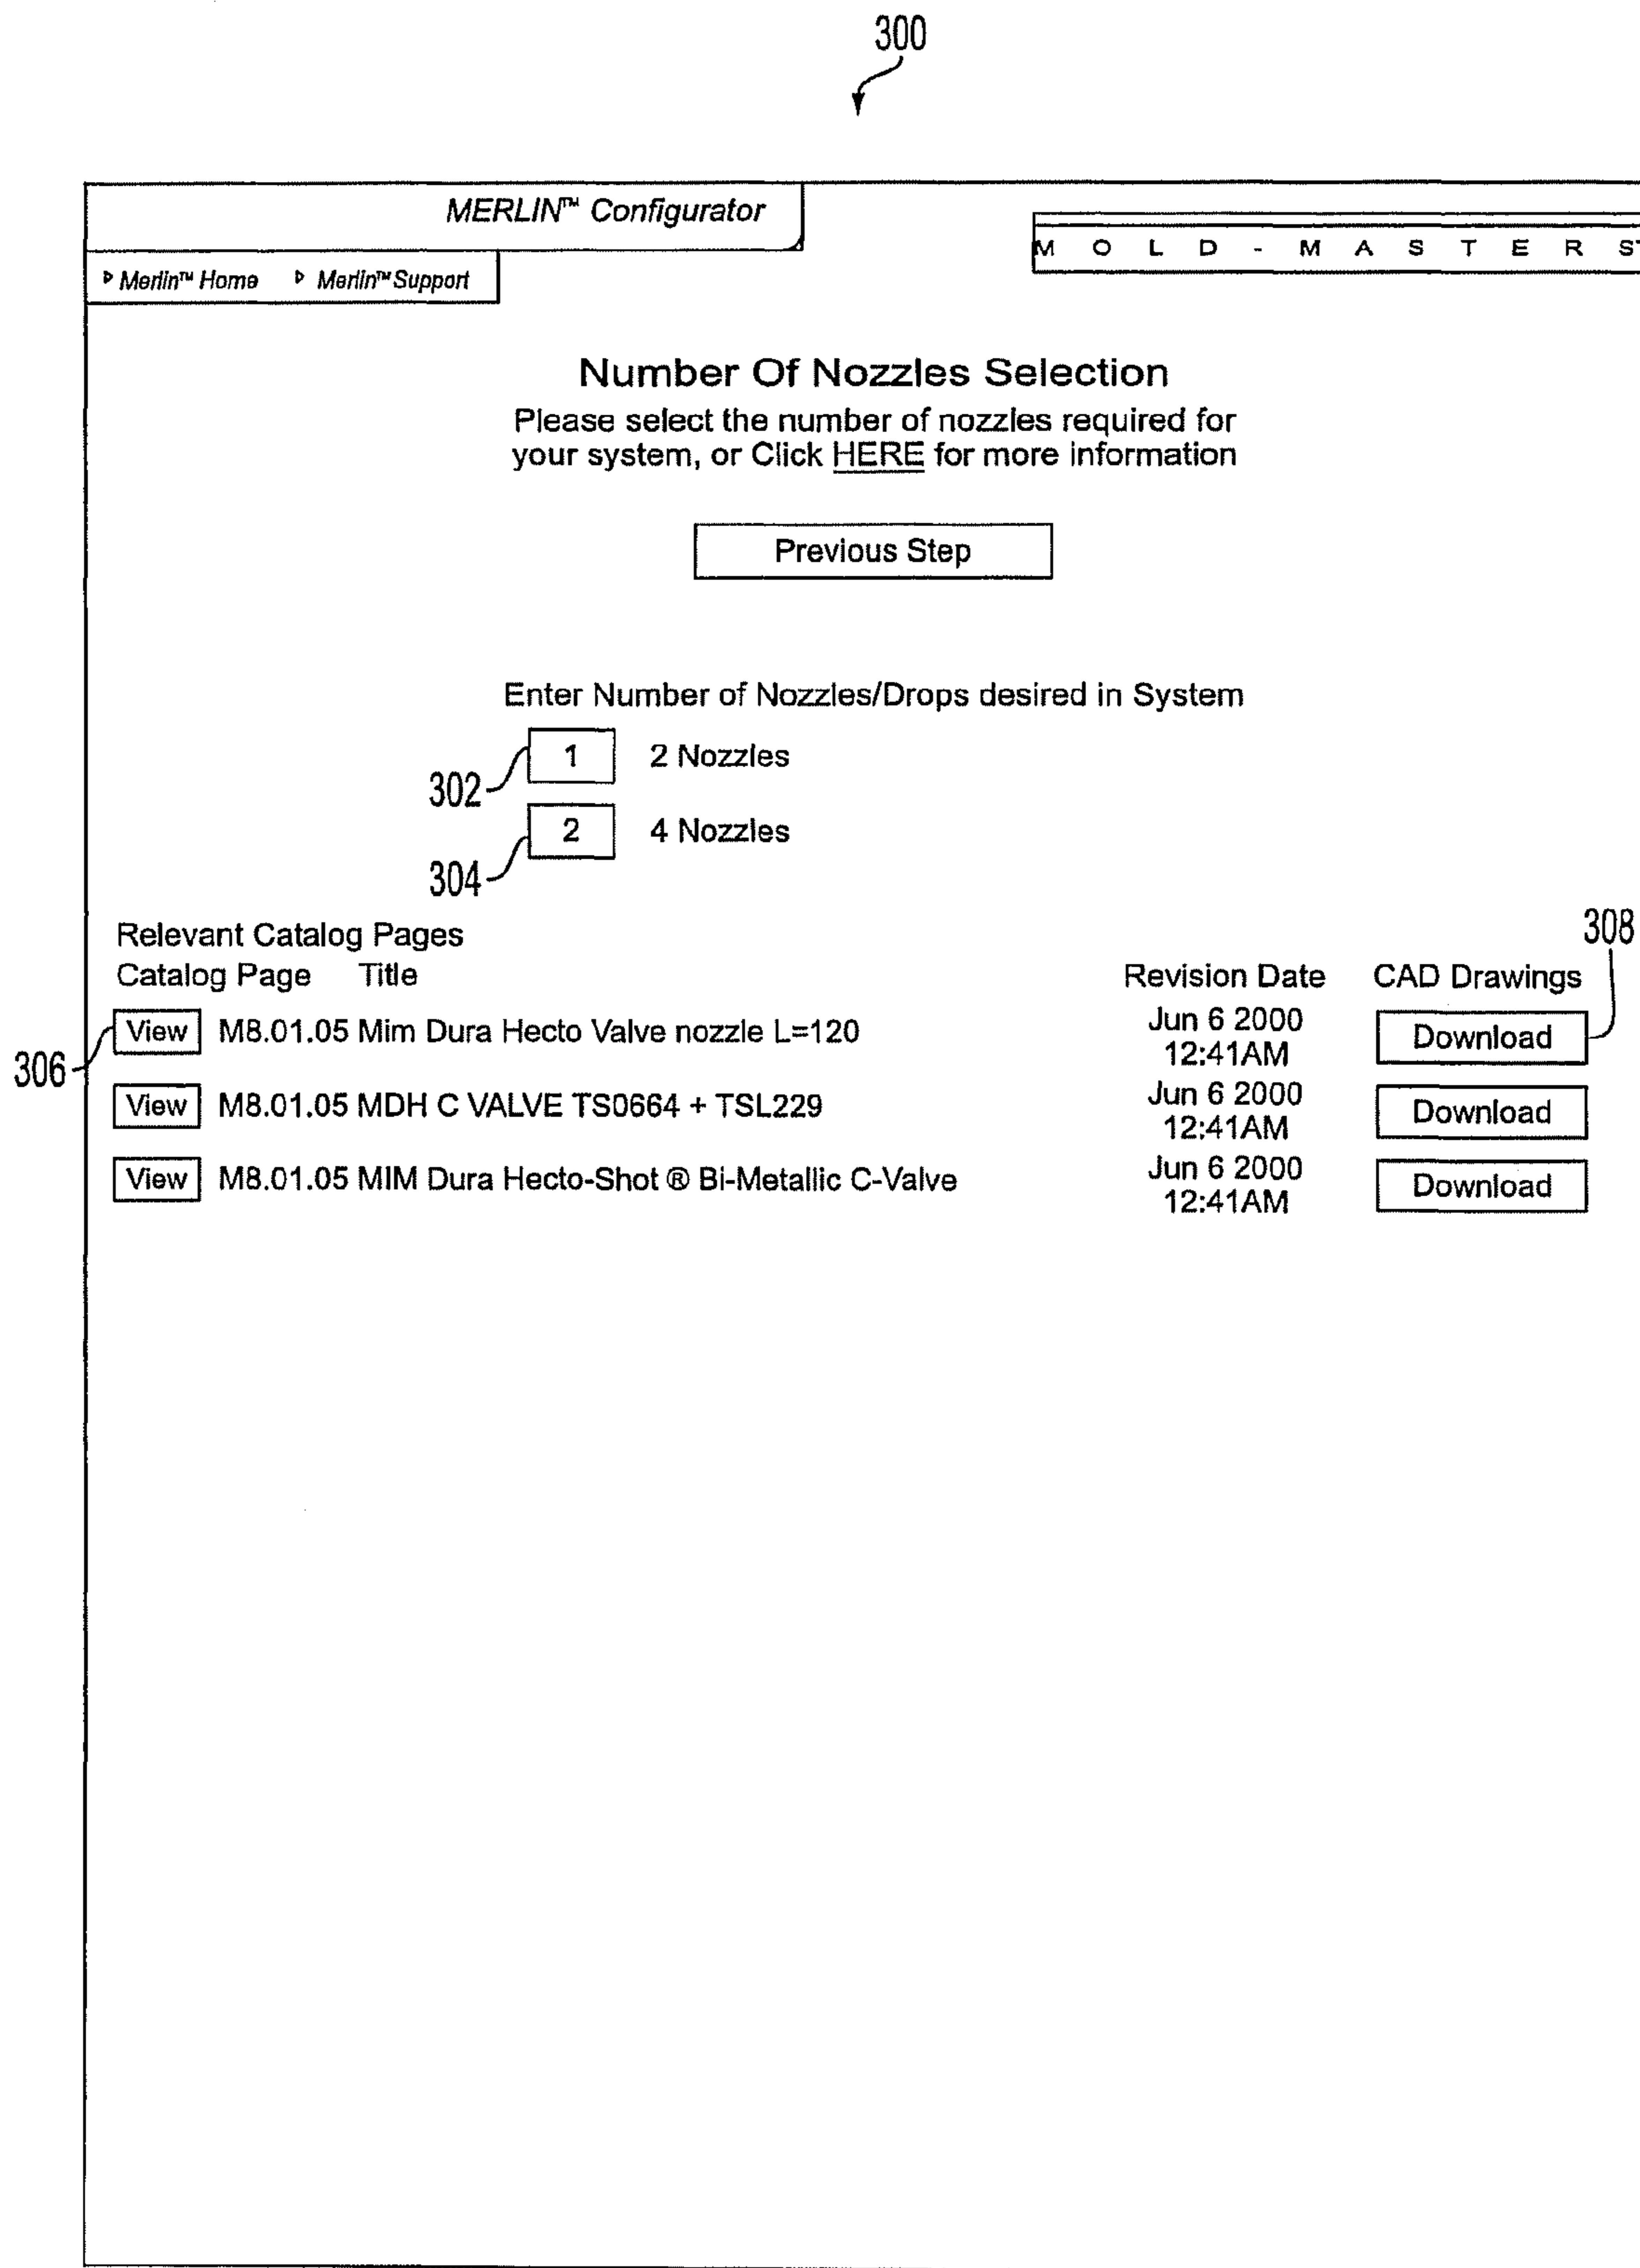 300
MERLIN™ Configurator
M O L D - M A S T E R S
Merlin™ Home Merlin™ Support
Number Of Nozzles Selection
Please select the number of nozzles required for
your system, or Click HERE for more information
Previous Step
Enter Number of Nozzles/Drops desired in System
302 1 2 Nozzles
304 2 4 Nozzles
308
Relevant Catalog Pages
Catalog Page Title Revision Date CAD Drawings
306 View M8.01.05 Mim Dura Hecto Valve nozzle L=120 Jun 6 2000 Download
12:41AM
View M8.01.05 MDH C VALVE TS0664 + TSL229 Jun 6 2000 Download
12:41AM
View M8.01.05 MIM Dura Hecto-Shot ® Bi-Metallic C-Valve Jun 6 2000 Download
12:41AM